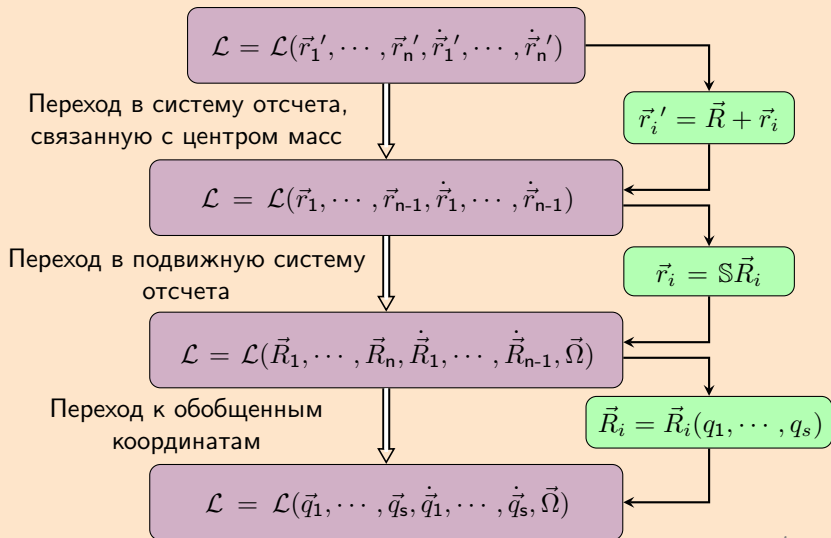 ℒ = ℒ(r⃗₁′, ⋯ , r⃗ₙ′, ṙ⃗₁′, ⋯ , ṙ⃗ₙ′)
Переход в систему отсчета,
связанную с центром масс
r⃗ᵢ′ = R⃗ + r⃗ᵢ
ℒ = ℒ(r⃗₁, ⋯ , r⃗ₙ₋₁, ṙ⃗₁, ⋯ , ṙ⃗ₙ₋₁)
Переход в подвижную систему
отсчета
r⃗ᵢ = 𝕊R⃗ᵢ
ℒ = ℒ(R⃗₁, ⋯ , R⃗ₙ, Ṙ⃗₁, ⋯ , Ṙ⃗ₙ₋₁, Ω⃗)
Переход к обобщенным
координатам
R⃗ᵢ = R⃗ᵢ(q₁, ⋯ , qₛ)
ℒ = ℒ(q⃗₁, ⋯ , q⃗ₛ, q̇⃗₁, ⋯ , q̇⃗ₛ, Ω⃗)